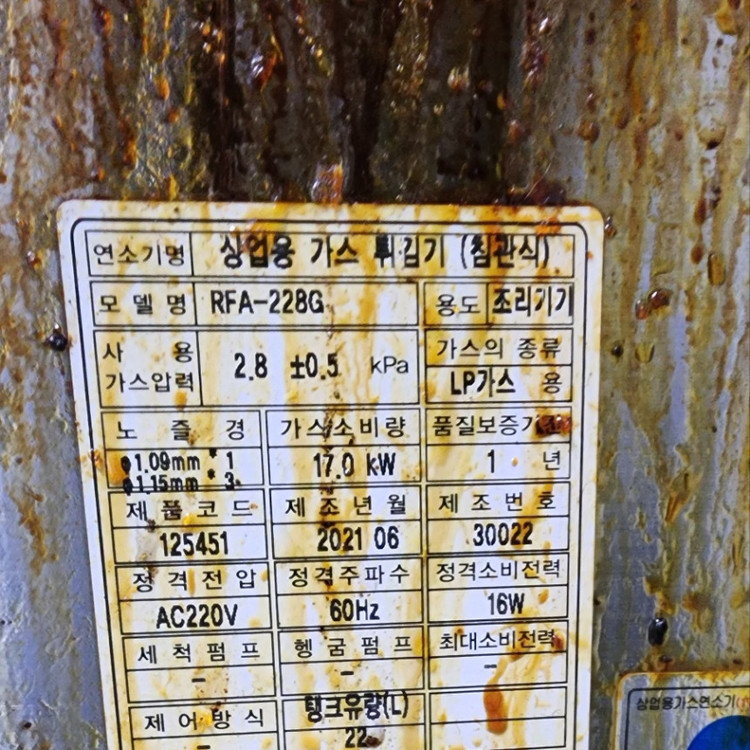 연소기명 상업용 가스 튀김기 (침관식)
모델명 RFA-228G 용도 조리기기
사용 가스압력 2.8 ±0.5 kPa 가스의 종류
LP가스 용
노즐경 가스소비량 품질보증기간
φ1.09mm * 1 17.0 kW 1 년
φ1.15mm * 3
제품코드 제조년월 제조번호
125451 2021 06 30022
정격전압 정격주파수 정격소비전력
AC220V 60Hz 16W
세척펌프 헹굼펌프 최대소비전력
- - -
제어방식 탱크유량(L)
- 22
상업용가스연소기